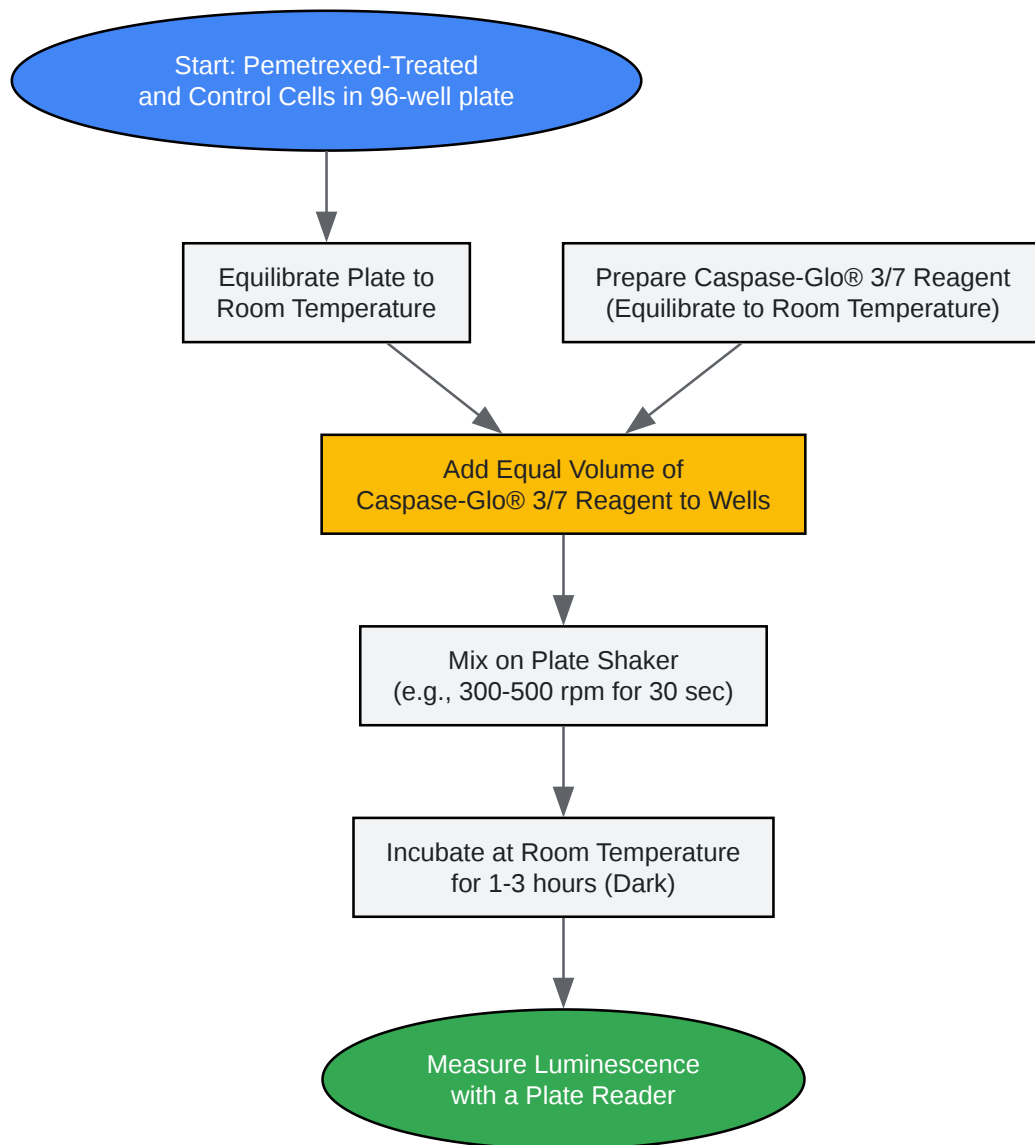 Start: Pemetrexed-Treated
and Control Cells in 96-well plate
Equilibrate Plate to
Room Temperature
Prepare Caspase-Glo® 3/7 Reagent
(Equilibrate to Room Temperature)
Add Equal Volume of
Caspase-Glo® 3/7 Reagent to Wells
Mix on Plate Shaker
(e.g., 300-500 rpm for 30 sec)
Incubate at Room Temperature
for 1-3 hours (Dark)
Measure Luminescence
with a Plate Reader